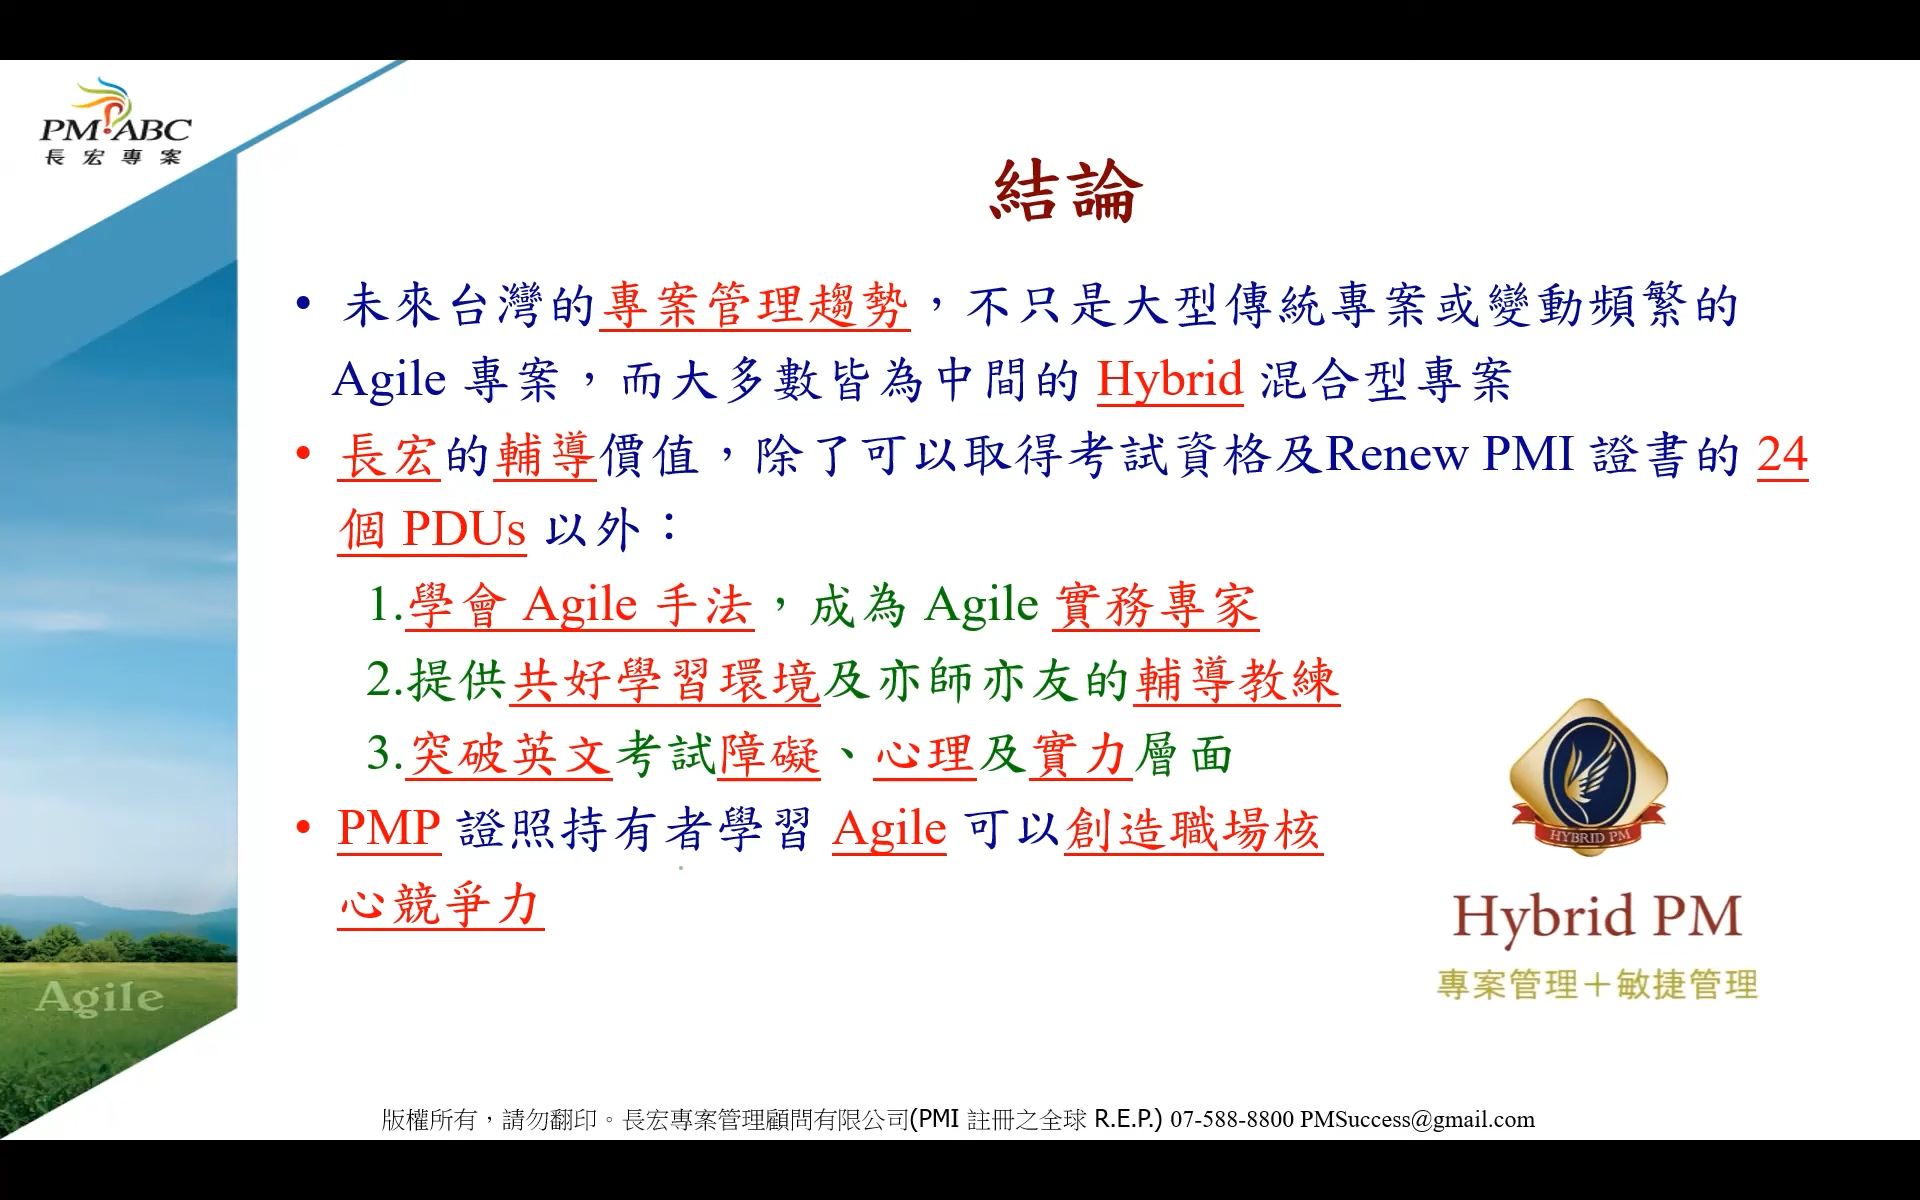 PM ABC
長宏專案
結論
• 未來台灣的專案管理趨勢，不只是大型傳統專案或變動頻繁的
Agile 專案，而大多數皆為中間的 Hybrid 混合型專案
• 長宏的輔導價值，除了可以取得考試資格及Renew PMI 證書的 24
個 PDUs 以外：
1.學會 Agile 手法，成為 Agile 實務專家
2.提供共好學習環境及亦師亦友的輔導教練
3.突破英文考試障礙、心理及實力層面
• PMP 證照持有者學習 Agile 可以創造職場核
心競爭力
HYBRID PM
Hybrid PM
專案管理＋敏捷管理
Agile
版權所有，請勿翻印。長宏專案管理顧問有限公司(PMI 註冊之全球 R.E.P.) 07-588-8800 PMSuccess@gmail.com